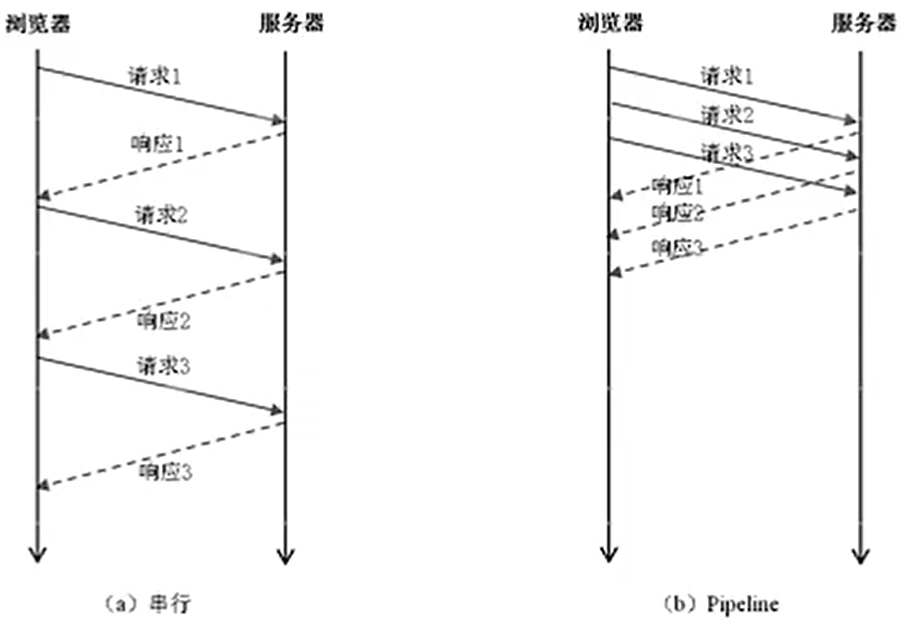 浏览器
服务器
请求1
响应1
请求2
响应2
请求3
响应3
（a）串行
浏览器
服务器
请求1
请求2
请求3
响应1
响应2
响应3
（b）Pipeline